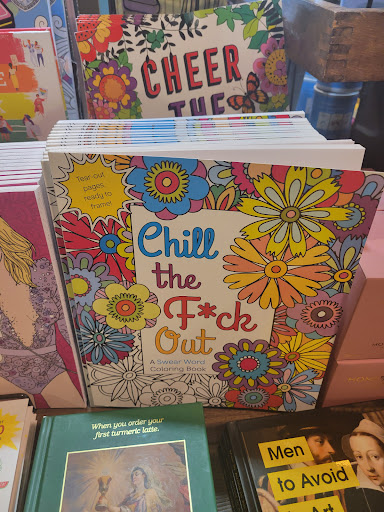 CHEER
THE
Tear-out
pages,
ready to
frame!
Chill
the
F*ck
Out
A Swear Word
Coloring Book
When you order your
first turmeric latte.
Men
to Avoid
Art